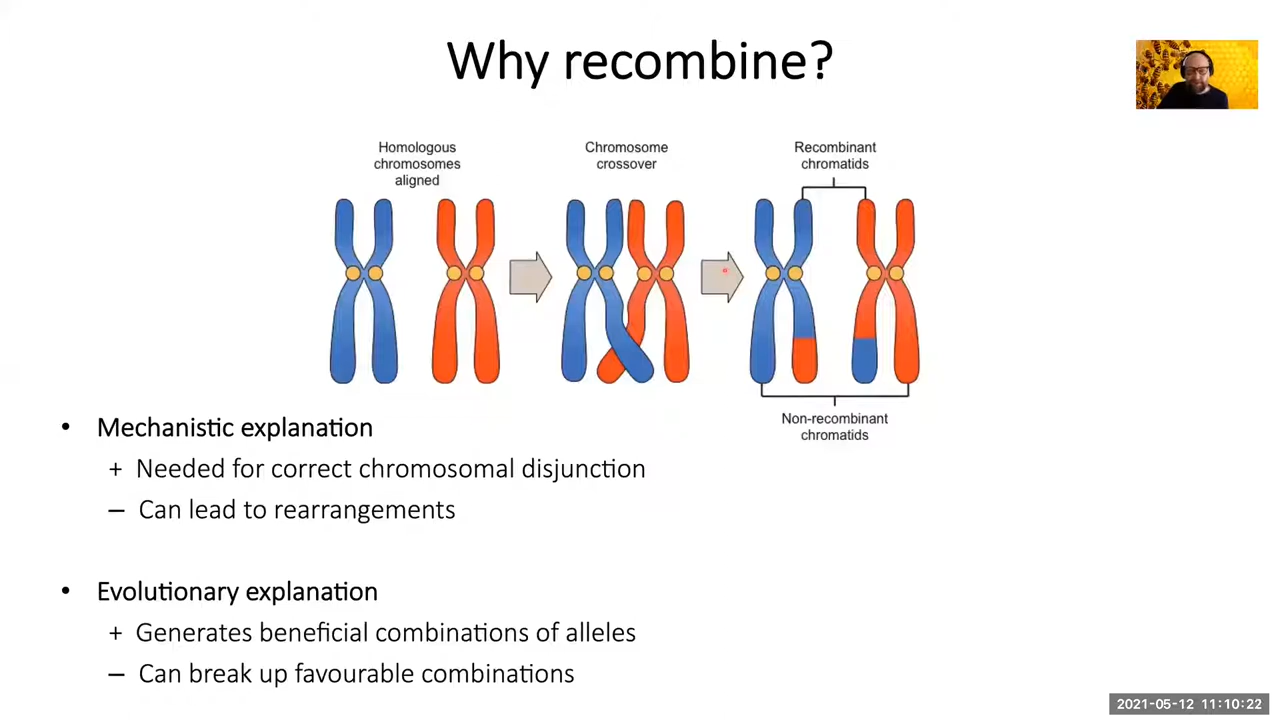 Why recombine?
Homologous
chromosomes
aligned
Chromosome
crossover
Recombinant
chromatids
Non-recombinant
chromatids
• Mechanistic explanation
+ Needed for correct chromosomal disjunction
– Can lead to rearrangements
• Evolutionary explanation
+ Generates beneficial combinations of alleles
– Can break up favourable combinations
2021-05-12 11:10:22